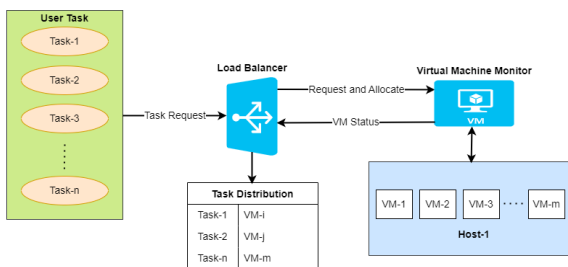 User Task
Task-1
Task-2
Task-3
Task-n
Task Request
Load Balancer
Request and Allocate
VM Status
Virtual Machine Monitor
VM
Task Distribution
Task-1 VM-i
Task-2 VM-j
Task-n VM-m
VM-1 VM-2 VM-3 VM-m
Host-1